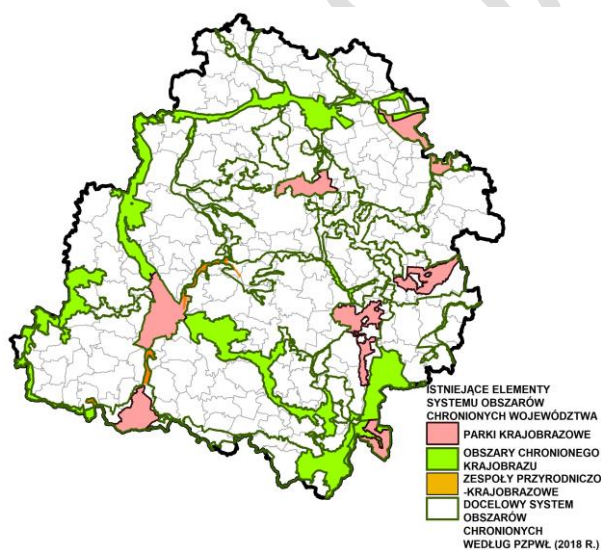 ISTNIEJĄCE ELEMENTY
SYSTEMU OBSZARÓW
CHRONIONYCH WOJEWÓDZTWA
PARKI KRAJOBRAZOWE
OBSZARY CHRONIONEGO
KRAJOBRAZU
ZESPOŁY PRZYRODNICZO
-KRAJOBRAZOWE
DOCELOWY SYSTEM
OBSZARÓW
CHRONIONYCH
WEDŁUG PZPWŁ (2018 R.)